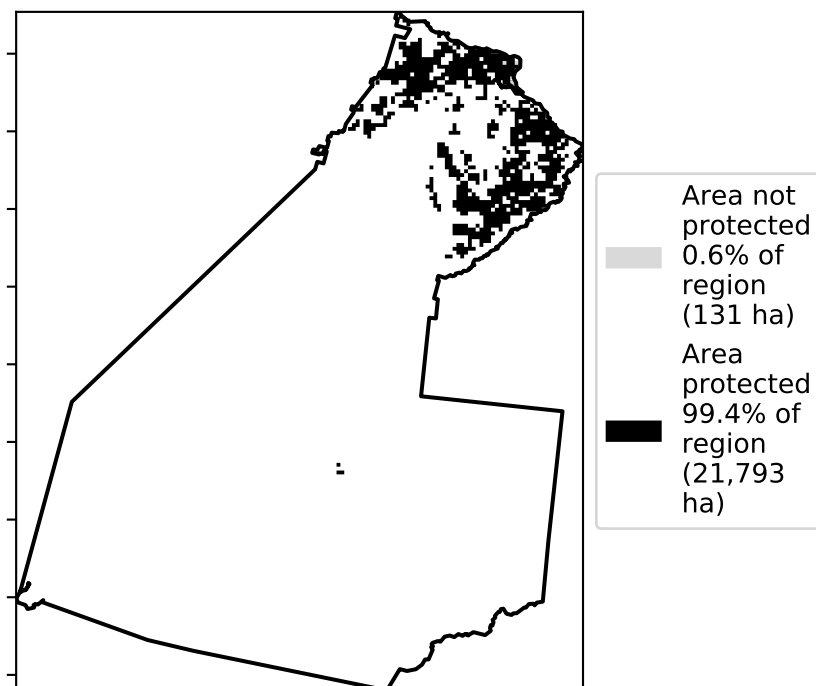 Area not
protected
0.6% of
region
(131 ha)
Area
protected
99.4% of
region
(21,793
ha)